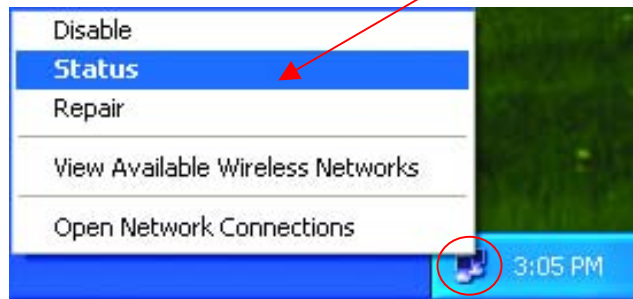 Disable
Status
Repair
View Available Wireless Networks
Open Network Connections
3:05 PM